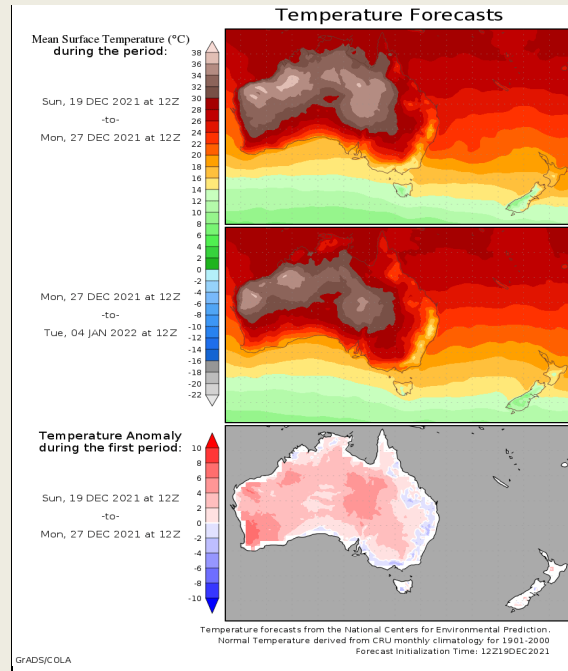 Temperature Forecasts
Mean Surface Temperature (°C)
during the period:
Sun, 19 DEC 2021 at 12Z
-to-
Mon, 27 DEC 2021 at 12Z
38
36
34
32
30
28
26
24
22
20
18
16
14
12
10
8
6
4
2
0
-2
-4
-6
-8
-10
-12
-14
-16
-18
-20
-22
Mon, 27 DEC 2021 at 12Z
-to-
Tue, 04 JAN 2022 at 12Z
Temperature Anomaly
during the first period:
Sun, 19 DEC 2021 at 12Z
-to-
Mon, 27 DEC 2021 at 12Z
10
8
6
4
2
0
-2
-4
-6
-8
-10
Temperature forecasts from the National Centers for Environmental Prediction.
Normal Temperature derived from CRU monthly climatology for 1901-2000
Forecast Initialization Time: 12Z19DEC2021
GrADS/COLA